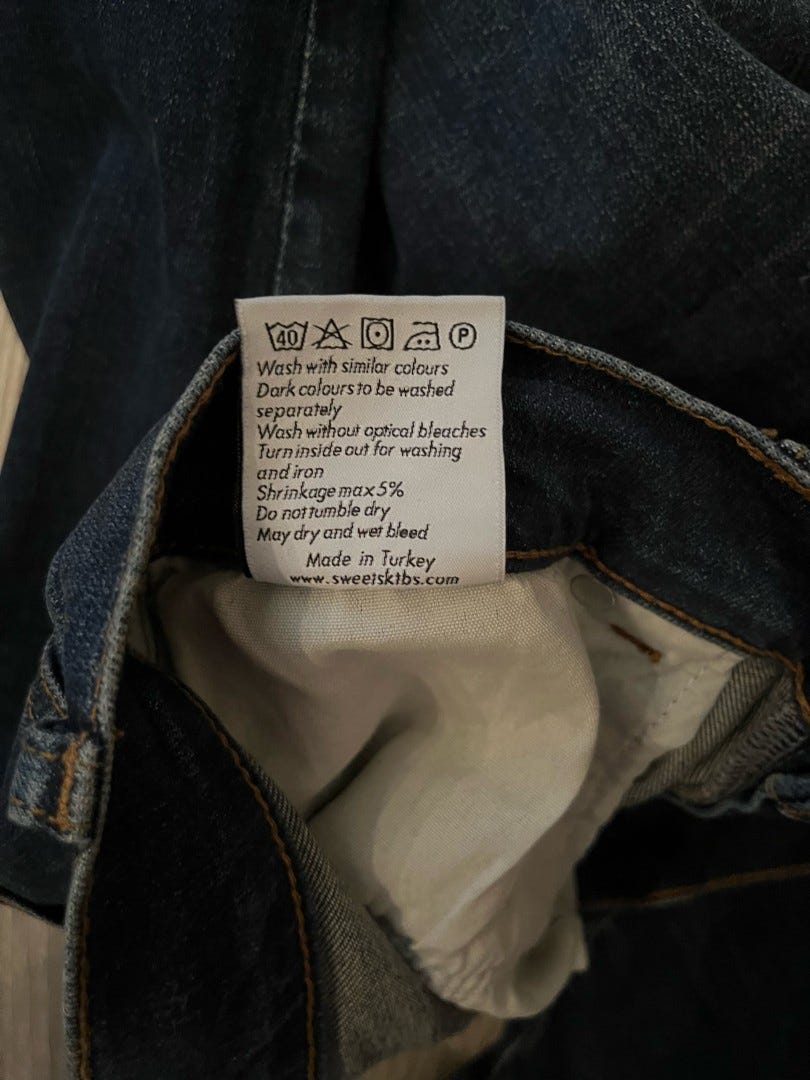 40 P
Wash with similar colours
Dark colours to be washed
separately
Wash without optical bleaches
Turn inside out for washing
and iron
Shrinkage max 5%
Do not tumble dry
May dry and wet bleed
Made in Turkey
www.sweetsktbs.com